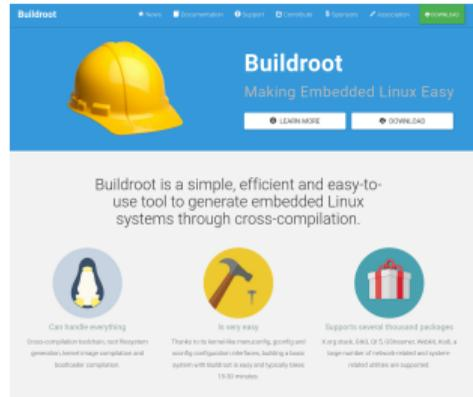 Buildroot
News Documentation Support Contribute Sponsors Association DOWNLOAD
Buildroot
Making Embedded Linux Easy
LEARN MORE DOWNLOAD
Buildroot is a simple, efficient and easy-to-
use tool to generate embedded Linux
systems through cross-compilation.
Can handle everything
Cross-compilation toolchain, root filesystem
generation, kernel image compilation and
bootloader compilation.
Is very easy
Thanks to its kernel-like menuconfig, gconfig and
xconfig configuration interfaces, building a basic
system with Buildroot is easy and typically takes
15-30 minutes.
Supports several thousand packages
X.org stack, Gtk3, Qt 5, GStreamer, Webkit, Kodi, a
large number of network-related and system-
related utilities are supported.